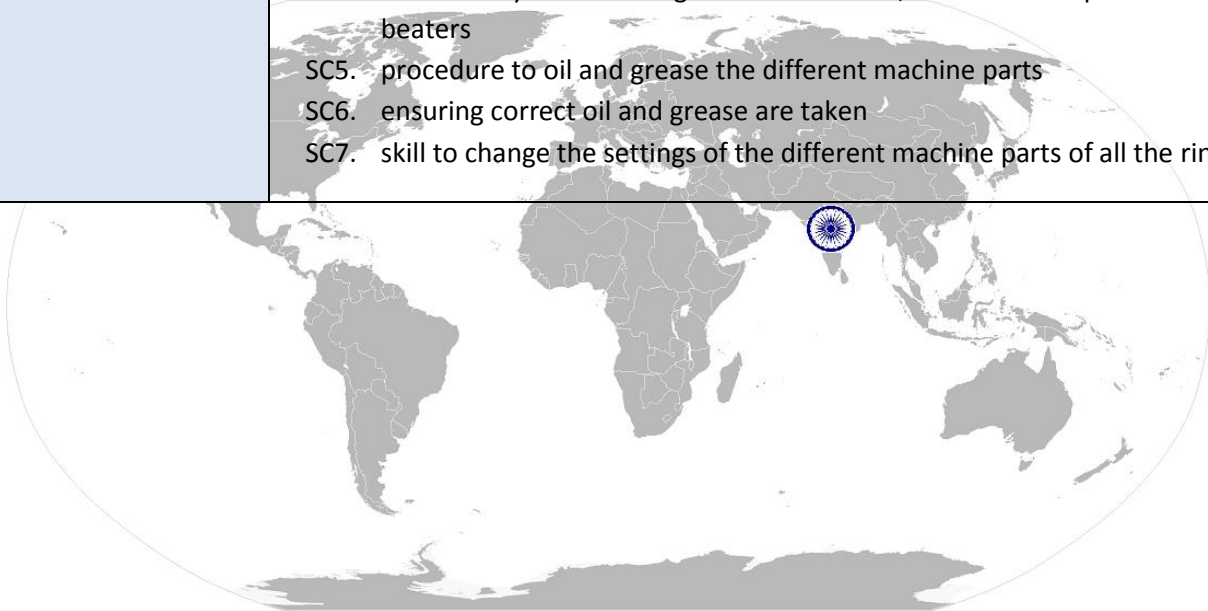 beaters
SC5. procedure to oil and grease the different machine parts
SC6. ensuring correct oil and grease are taken
SC7. skill to change the settings of the different machine parts of all the